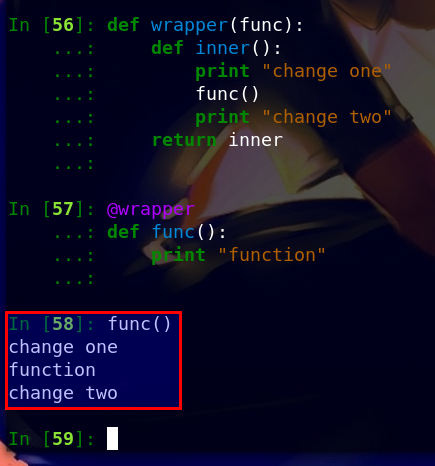 In [56]: def wrapper(func):
    ...:     def inner():
    ...:         print "change one"
    ...:         func()
    ...:         print "change two"
    ...:     return inner
    ...:
In [57]: @wrapper
    ...: def func():
    ...:     print "function"
    ...:
In [58]: func()
change one
function
change two
In [59]: